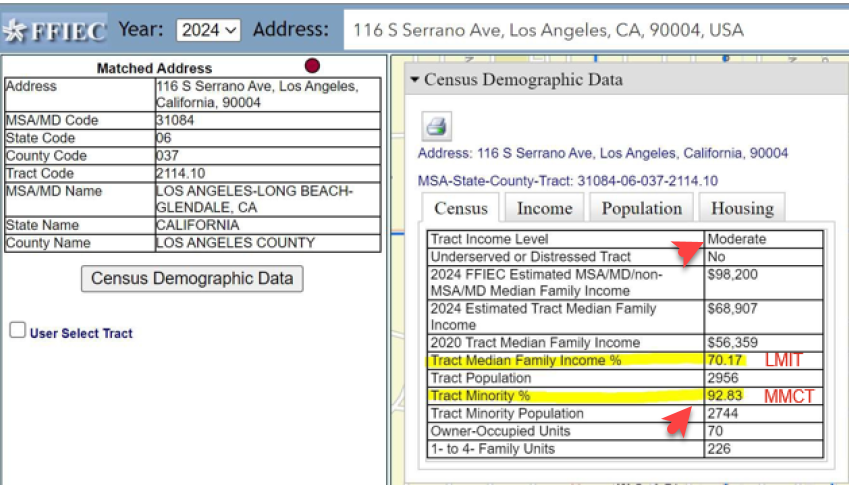 FFIEC Year: 2024 Address: 116 S Serrano Ave, Los Angeles, CA, 90004, USA
Matched Address
Address 116 S Serrano Ave, Los Angeles,
California, 90004
MSA/MD Code 31084
State Code 06
County Code 037
Tract Code 2114.10
MSA/MD Name LOS ANGELES-LONG BEACH-
GLENDALE, CA
State Name CALIFORNIA
County Name LOS ANGELES COUNTY
Census Demographic Data
User Select Tract
Census Demographic Data
Address: 116 S Serrano Ave, Los Angeles, California, 90004
MSA-State-County-Tract: 31084-06-037-2114.10
Census Income Population Housing
Tract Income Level Moderate
Underserved or Distressed Tract No
2024 FFIEC Estimated MSA/MD/non- $98,200
MSA/MD Median Family Income
2024 Estimated Tract Median Family $68,907
Income
2020 Tract Median Family Income $56,359
Tract Median Family Income % 70.17 LMIT
Tract Population 2956
Tract Minority % 92.83 MMCT
Tract Minority Population 2744
Owner-Occupied Units 70
1- to 4- Family Units 226